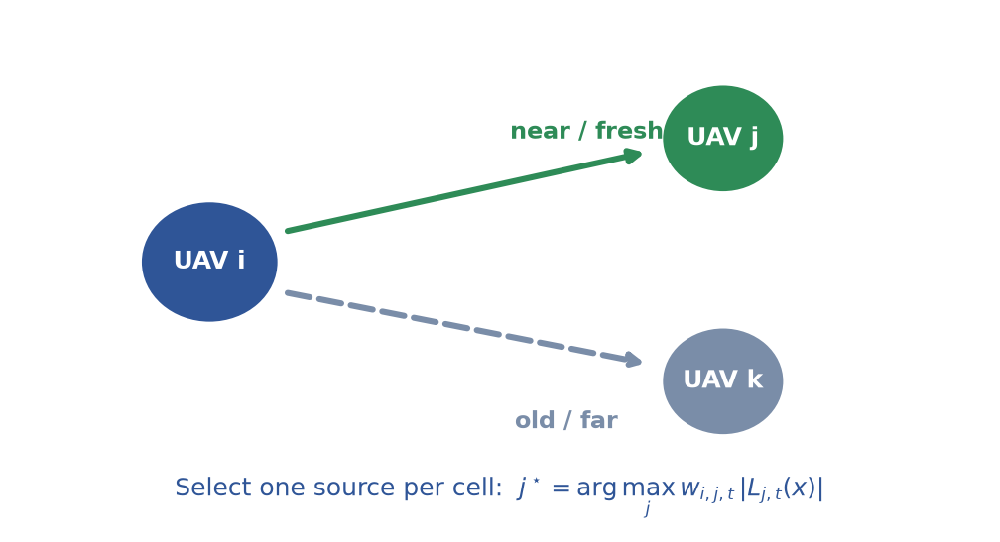 near / fresh
UAV j
UAV i
UAV k
old / far
Select one source per cell: j⋆ = arg max_j w_{i,j,t} |L_{j,t}(x)|